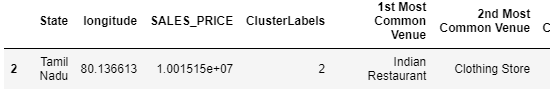 State longitude SALES_PRICE ClusterLabels 1st Most Common Venue 2nd Most Common Venue C
2 Tamil Nadu 80.136613 1.001515e+07 2 Indian Restaurant Clothing Store